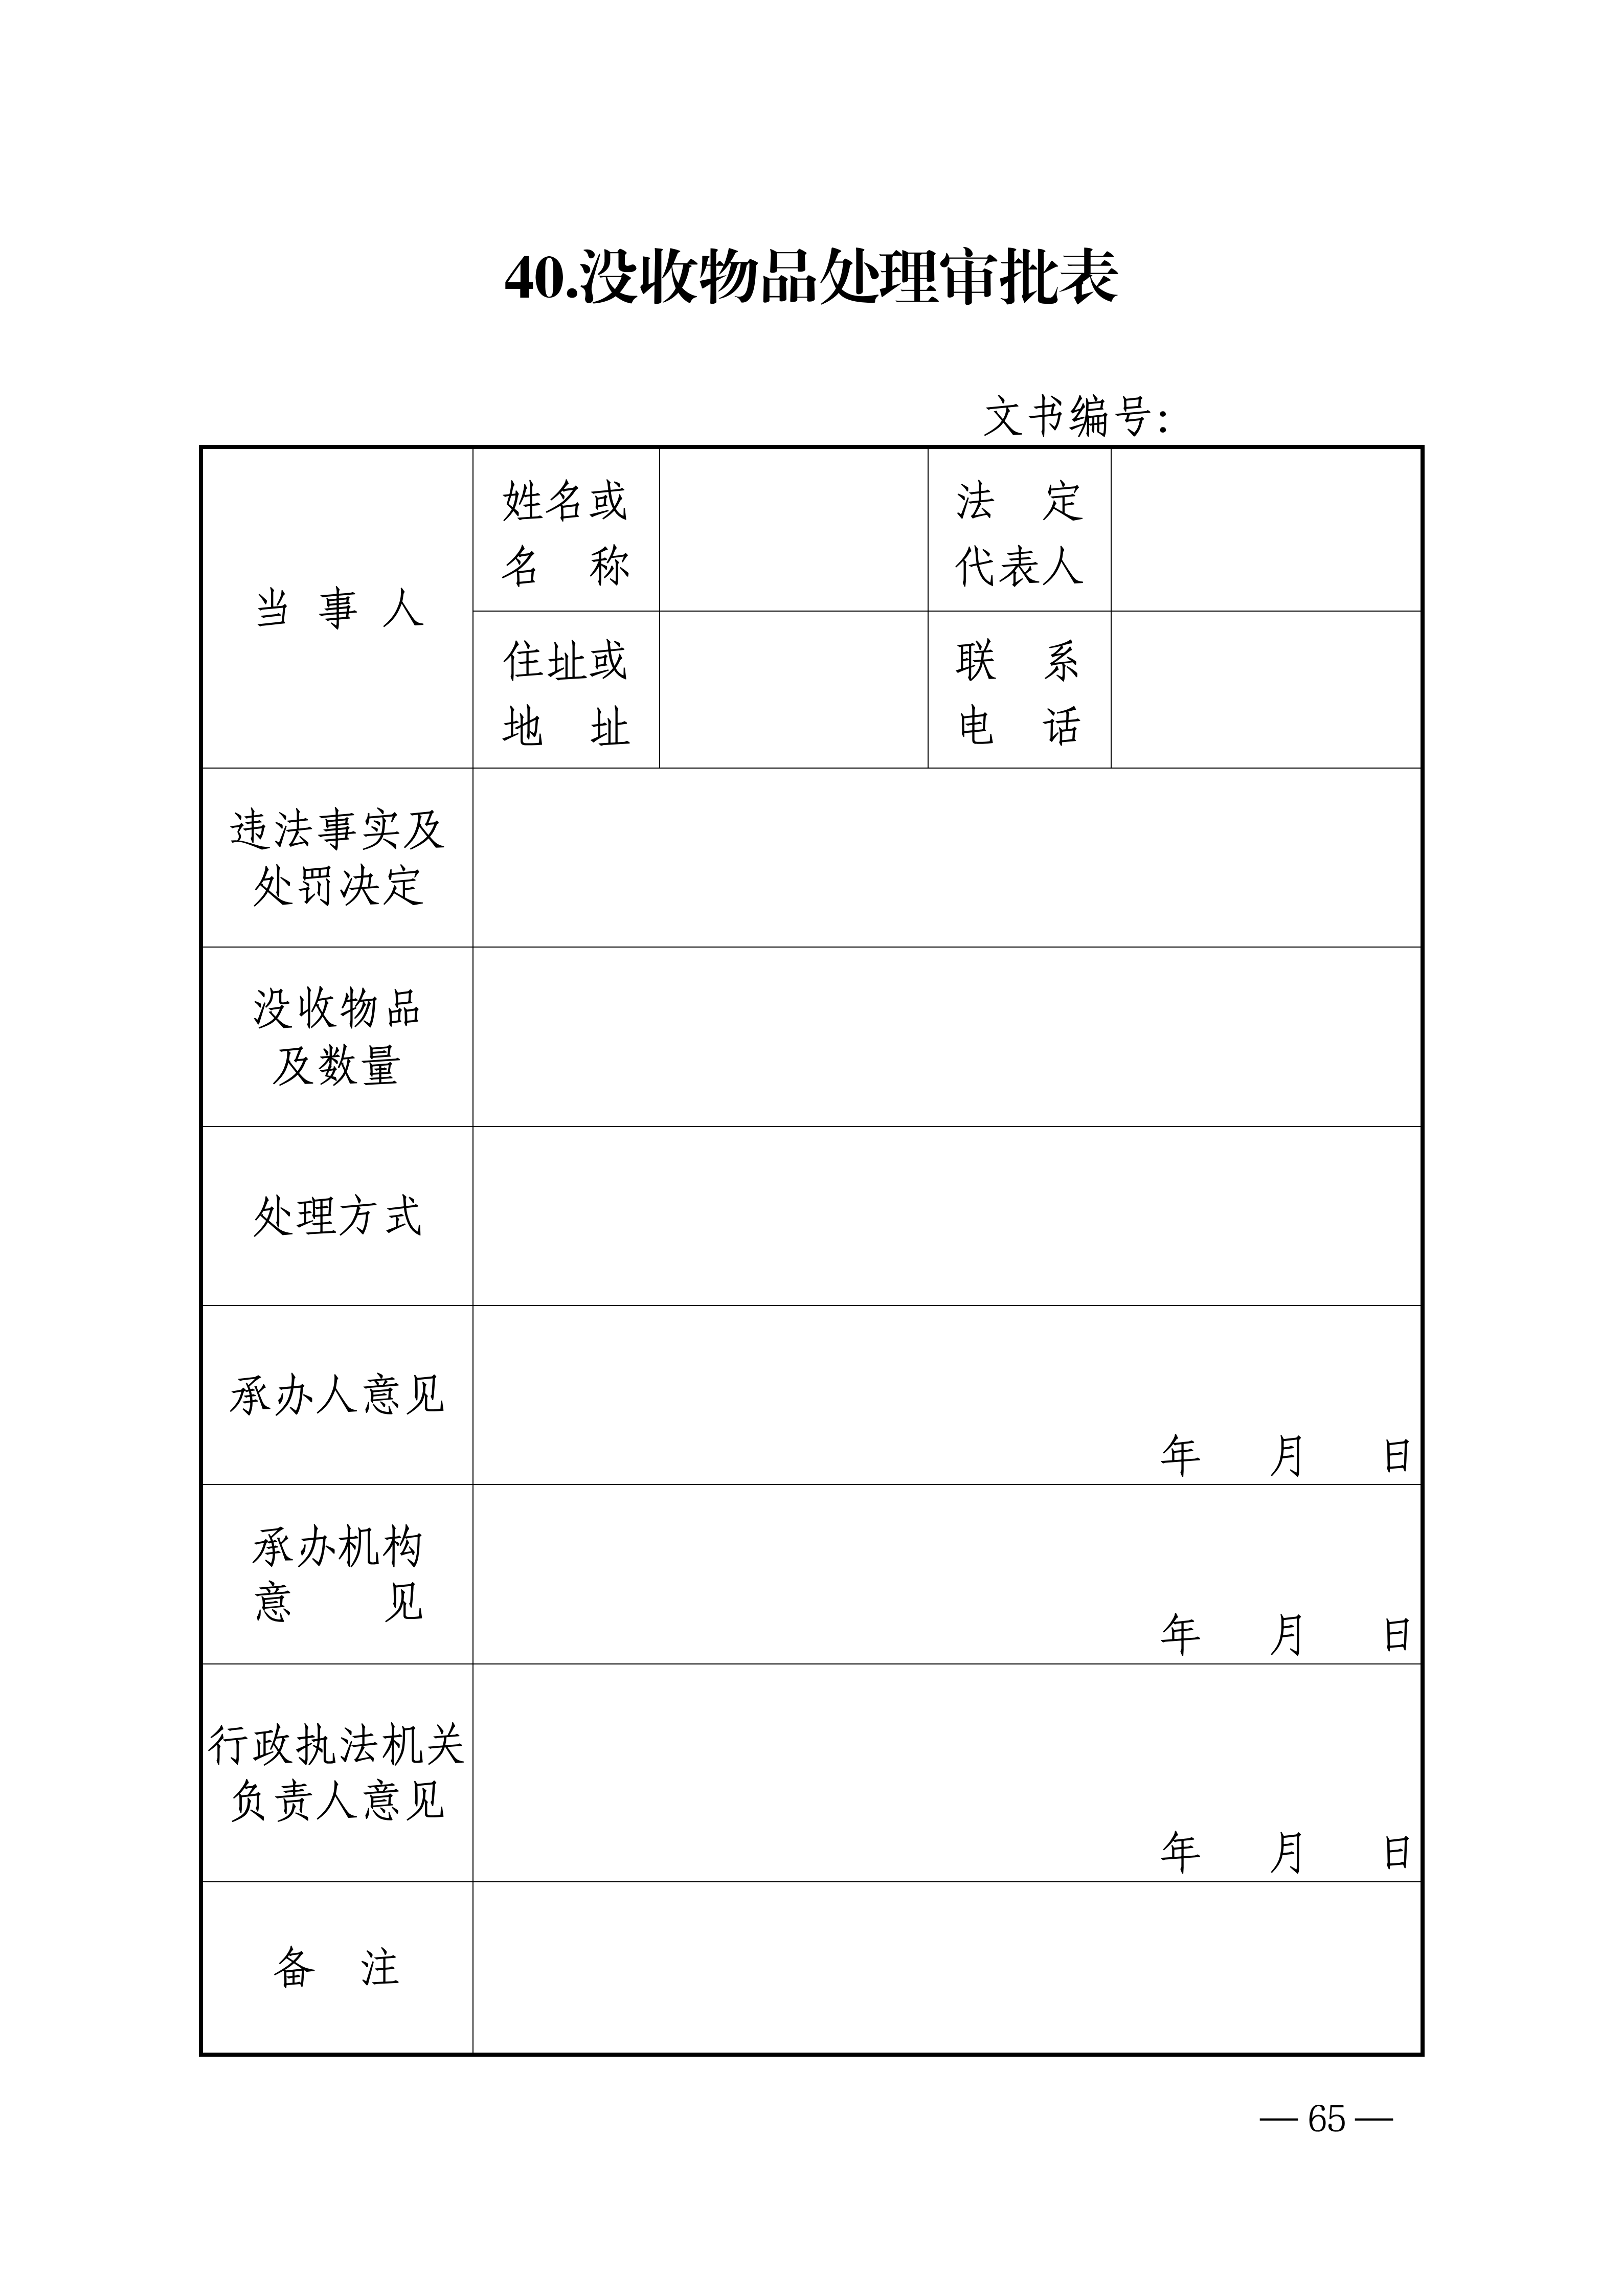 40.没收物品处理审批表
文书编号:
当 事 人
姓名或
名 称
法 定
代表人
住址或
地 址
联 系
电 话
违法事实及
处罚决定
没收物品
及数量
处理方式
承办人意见
年 月 日
承办机构
意 见
年 月 日
行政执法机关
负责人意见
年 月 日
备 注
— 65 —